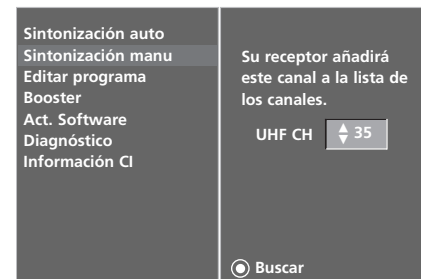 Sintonización auto
Sintonización manu
Editar programa
Booster
Act. Software
Diagnóstico
Información CI
Su receptor añadirá
este canal a la lista de
los canales.
UHF CH 35
Buscar